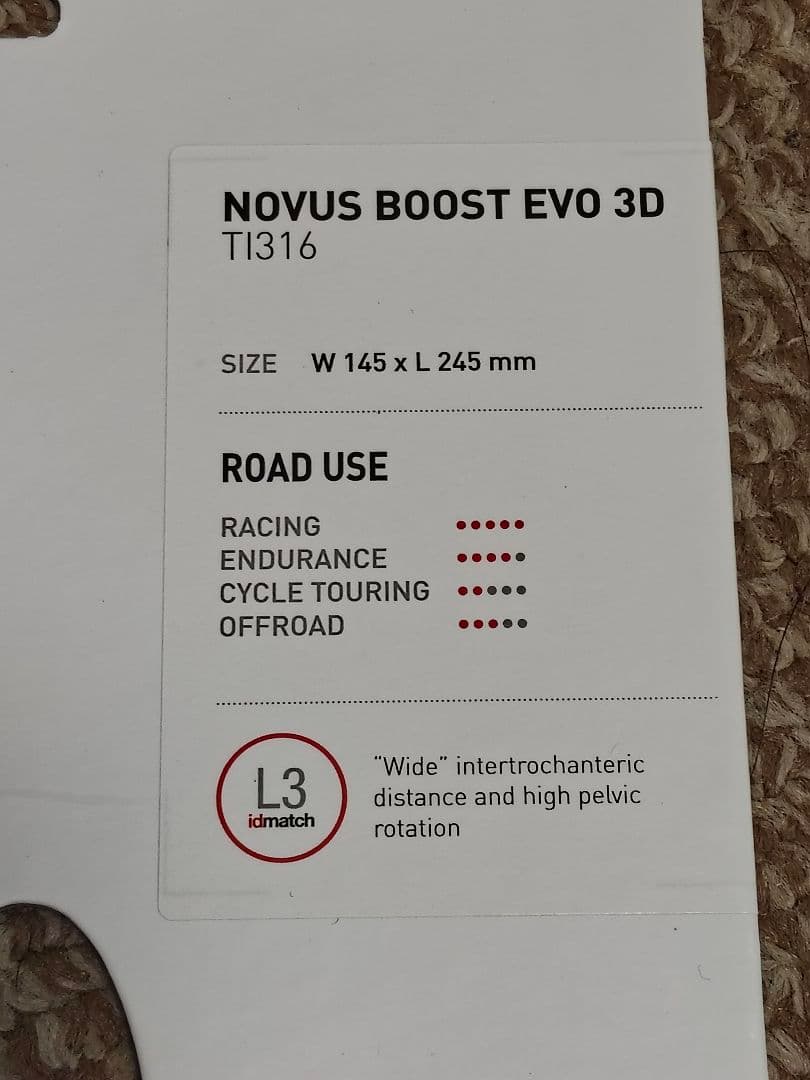 NOVUS BOOST EVO 3D
TI316
SIZE W 145 x L 245 mm
ROAD USE
RACING
ENDURANCE
CYCLE TOURING
OFFROAD
L3
idmatch
"Wide" intertrochanteric
distance and high pelvic
rotation